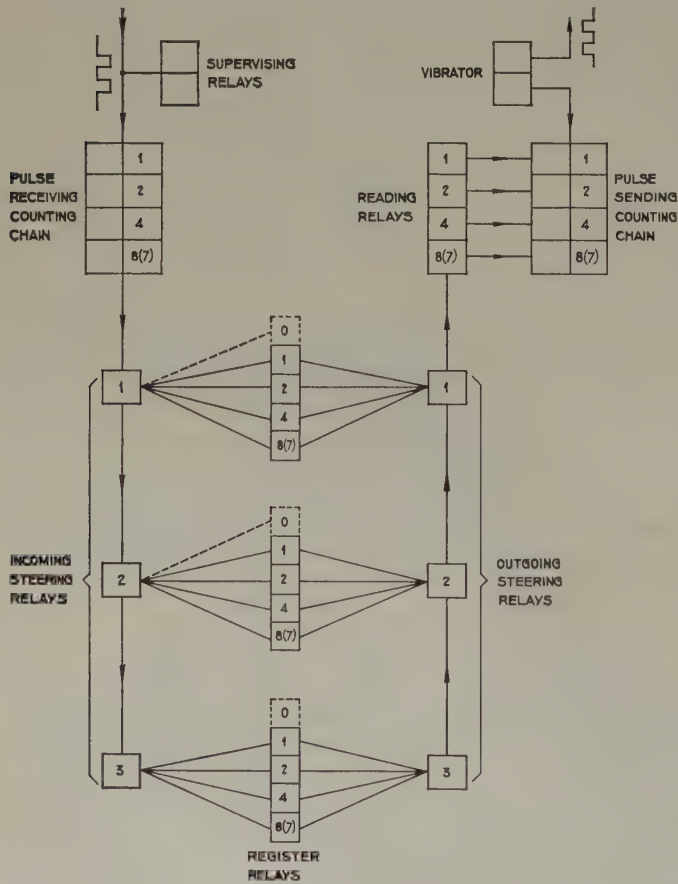 SUPERVISING
RELAYS
VIBRATOR
PULSE
RECEIVING
COUNTING
CHAIN
1
2
4
8(7)
READING
RELAYS
1
2
4
8(7)
1
2
4
8(7)
PULSE
SENDING
COUNTING
CHAIN
INCOMING
STEERING
RELAYS
1
0
1
2
4
8(7)
1
2
0
1
2
4
8(7)
2
OUTGOING
STEERING
RELAYS
3
0
1
2
4
8(7)
3
REGISTER
RELAYS